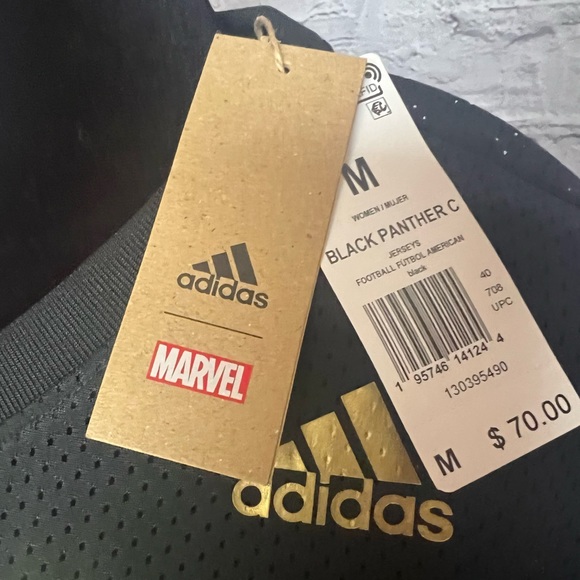 adidas
MARVEL
RFID
M
WOMEN / MUJER
BLACK PANTHER C
JERSEYS
FOOTBALL FÚTBOL AMERICAN
black
40
708
UPC
1 95746 14124 4
130395490
M $ 70.00
adidas